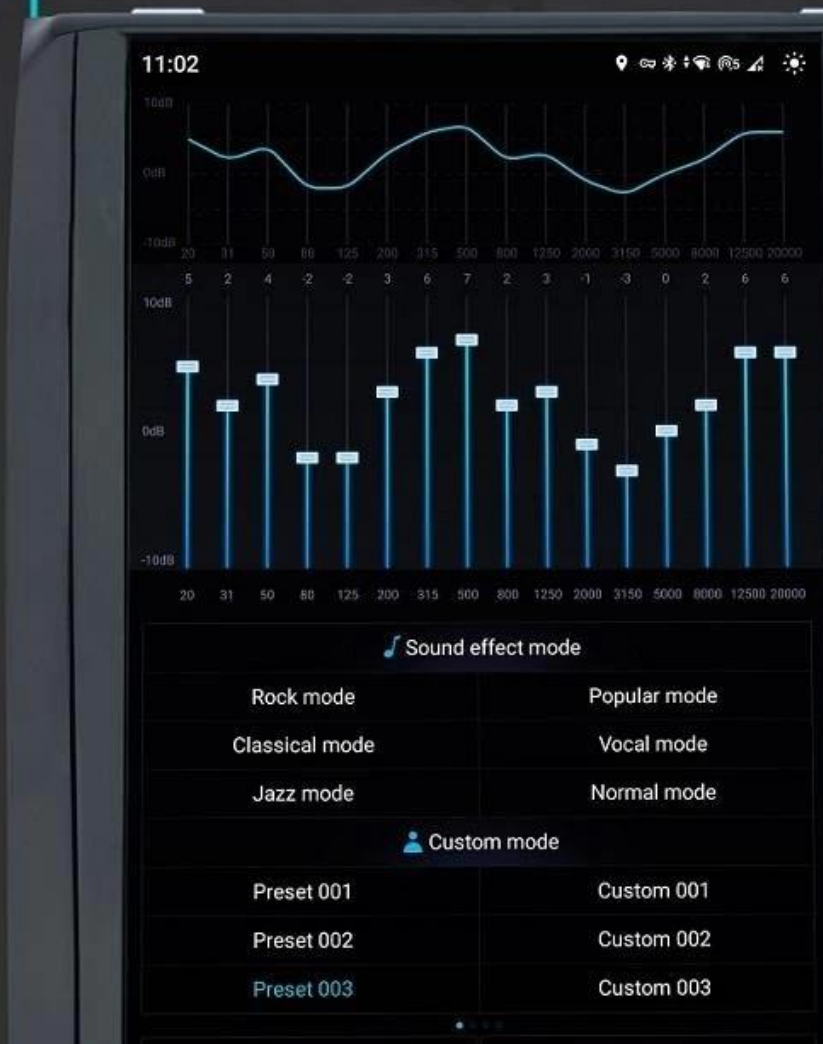 11:02
10dB
0dB
-10dB
20 31 50 80 125 200 315 500 800 1250 2000 3150 5000 8000 12500 20000
5 2 4 -2 -2 3 6 7 2 3 -1 -3 0 2 6 6
10dB
0dB
-10dB
20 31 50 80 125 200 315 500 800 1250 2000 3150 5000 8000 12500 20000
Sound effect mode
Rock mode Popular mode
Classical mode Vocal mode
Jazz mode Normal mode
Custom mode
Preset 001 Custom 001
Preset 002 Custom 002
Preset 003 Custom 003